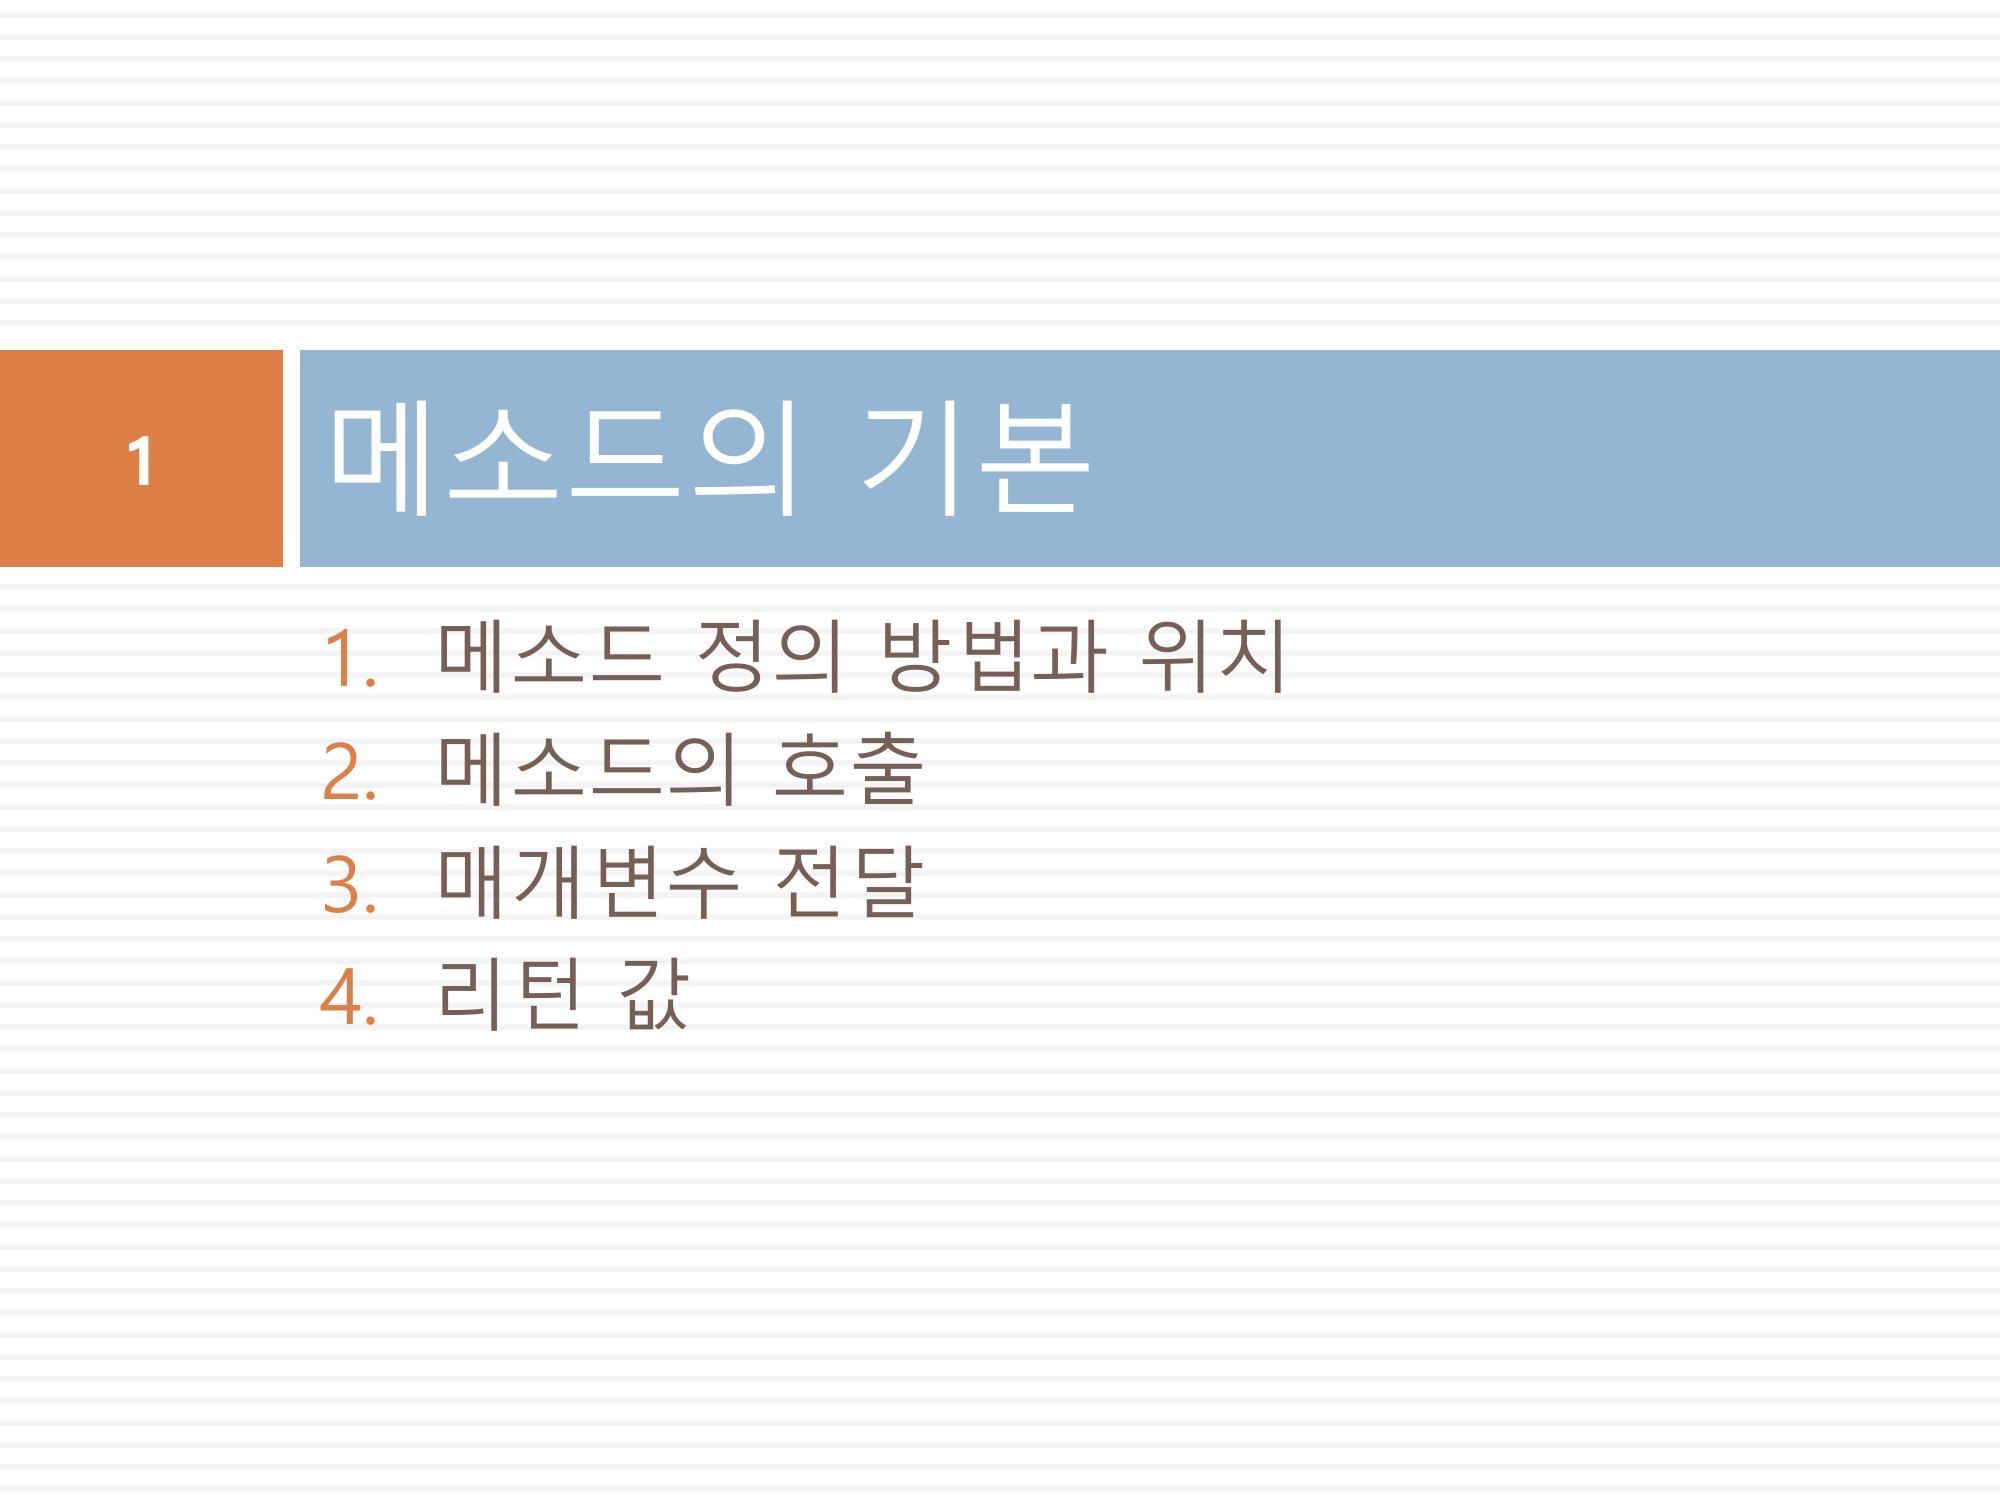 1
메소드의 기본
1. 메소드 정의 방법과 위치
2. 메소드의 호출
3. 매개변수 전달
4. 리턴 값